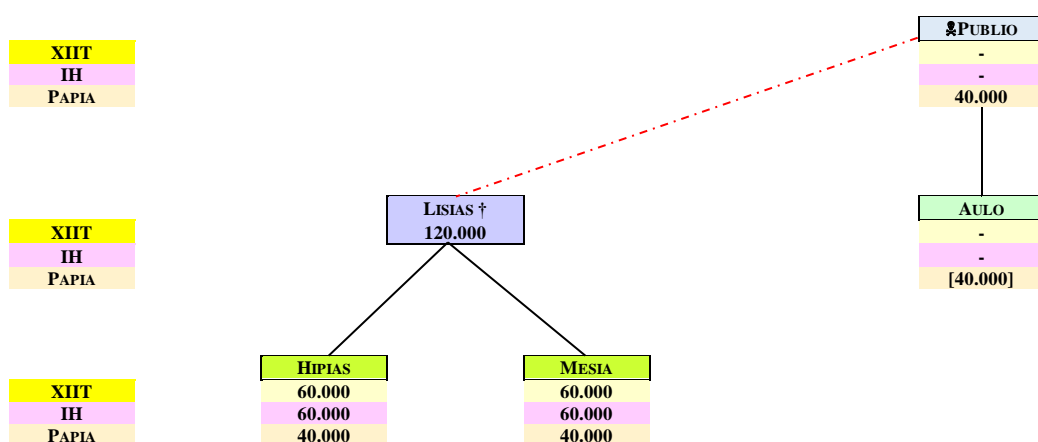 ☠PUBLIO
XIIT -
IH -
PAPIA 40.000
LISIAS † AULO
120.000
XIIT -
IH -
PAPIA [40.000]
HIPIAS MESIA
XIIT 60.000 60.000
IH 60.000 60.000
PAPIA 40.000 40.000